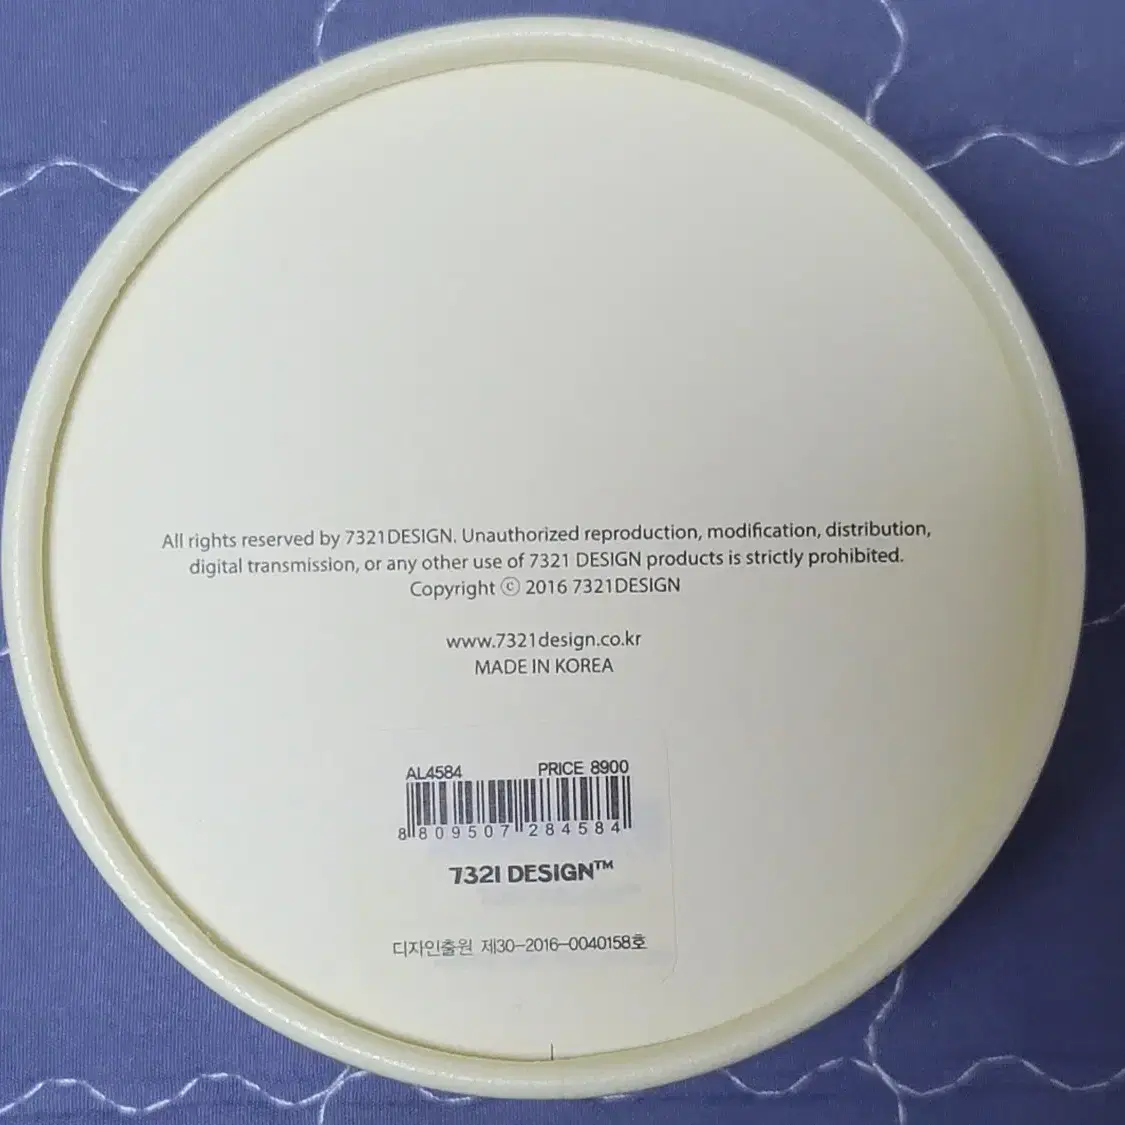 All rights reserved by 7321DESIGN. Unauthorized reproduction, modification, distribution,
digital transmission, or any other use of 7321 DESIGN products is strictly prohibited.
Copyright ⓒ 2016 7321DESIGN
www.7321design.co.kr
MADE IN KOREA
AL4584 PRICE 8900
8 809507 284584
7321 DESIGN™
디자인출원 제30-2016-0040158호